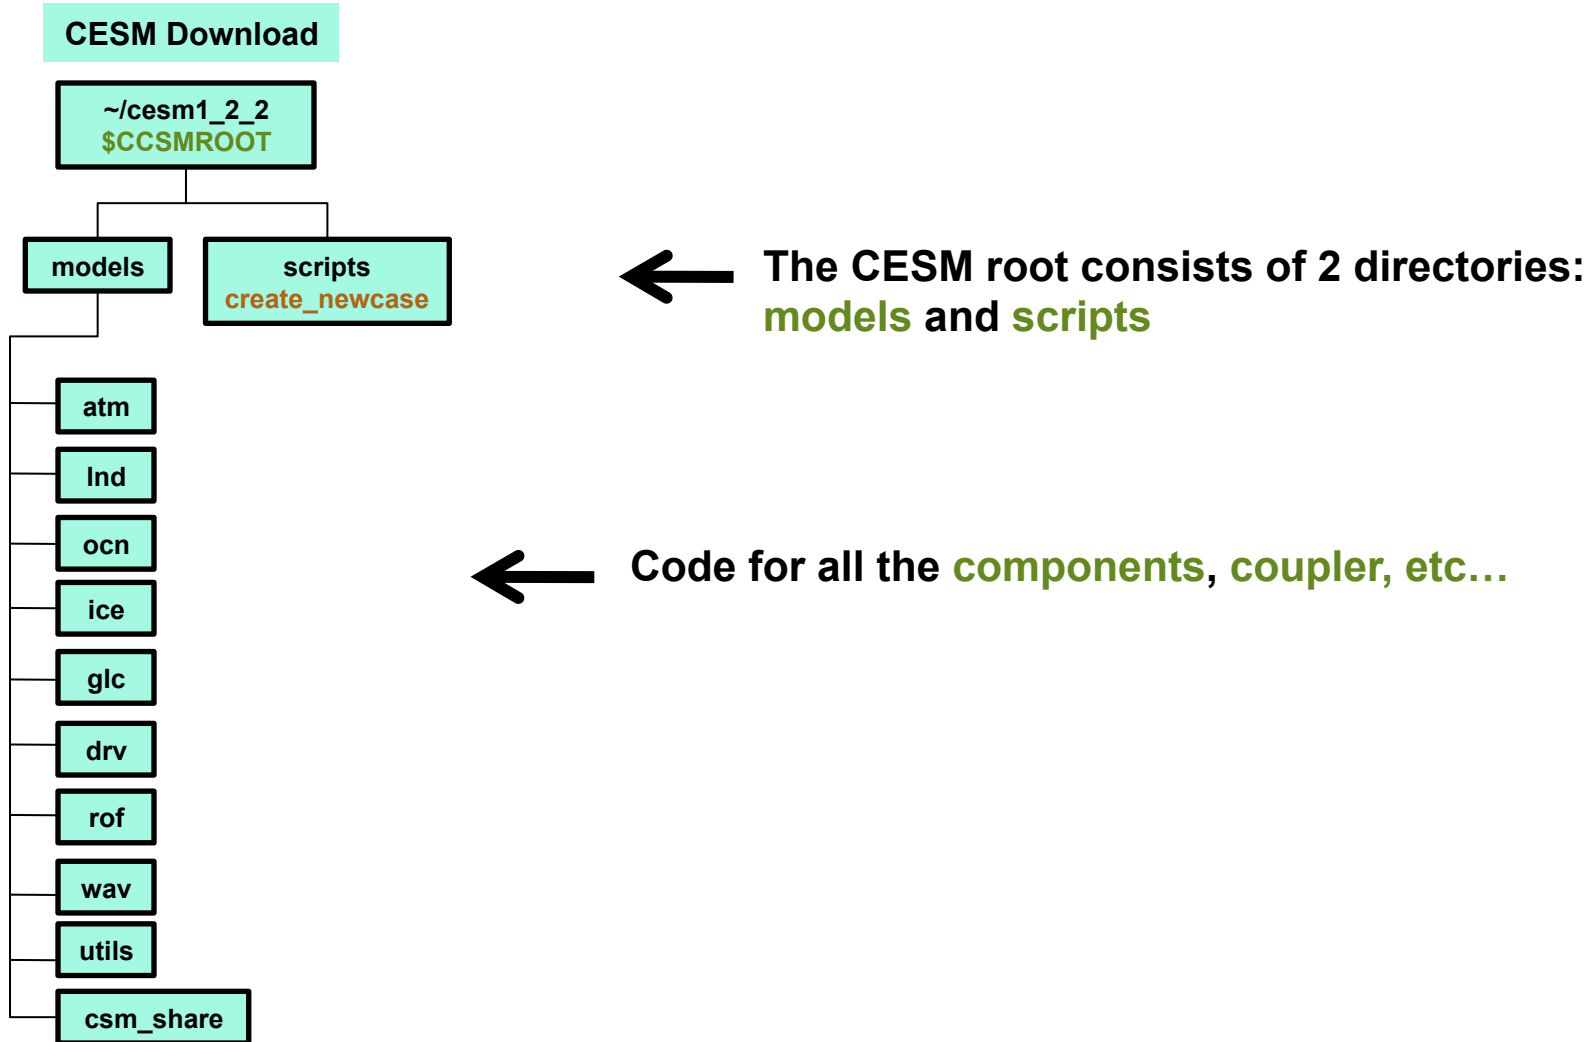 CESM Download
~/cesm1_2_2
$CCSMROOT
models
scripts
create_newcase
The CESM root consists of 2 directories:
models and scripts
atm
lnd
ocn
ice
glc
drv
rof
wav
utils
csm_share
Code for all the components, coupler, etc…